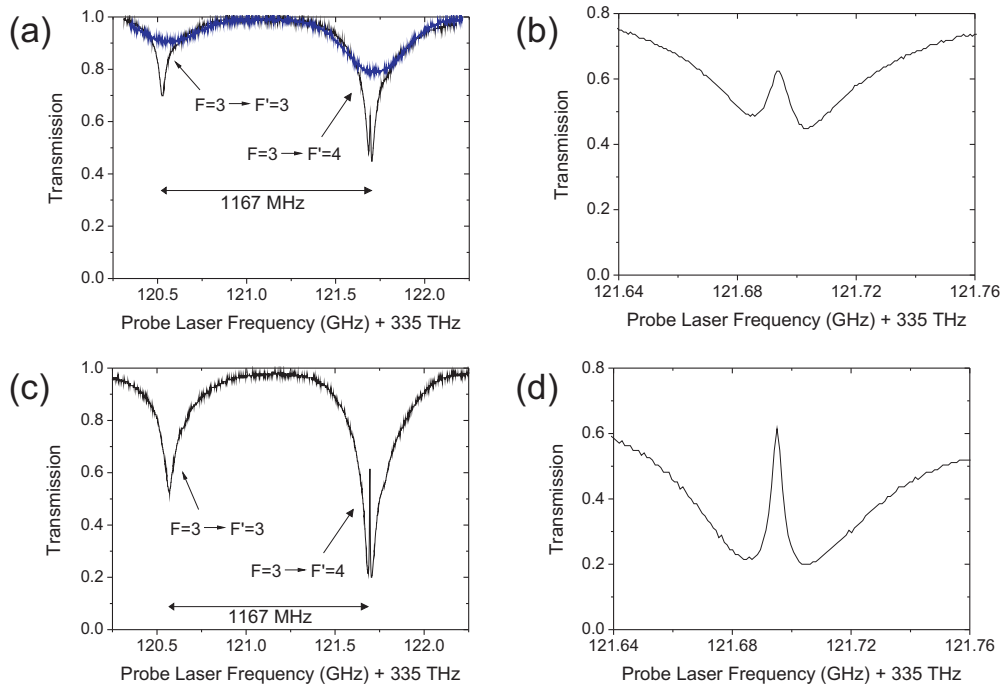 (a)
1.0
0.8
0.6
0.4
0.2
0.0
Transmission
F=3 → F'=3
F=3 → F'=4
1167 MHz
120.5 121.0 121.5 122.0
Probe Laser Frequency (GHz) + 335 THz
(b)
0.8
0.6
0.4
0.2
0.0
Transmission
121.64 121.68 121.72 121.76
Probe Laser Frequency (GHz) + 335 THz
(c)
1.0
0.8
0.6
0.4
0.2
0.0
Transmission
F=3 → F'=3
F=3 → F'=4
1167 MHz
120.5 121.0 121.5 122.0
Probe Laser Frequency (GHz) + 335 THz
(d)
0.8
0.6
0.4
0.2
0.0
Transmission
121.64 121.68 121.72 121.76
Probe Laser Frequency (GHz) + 335 THz